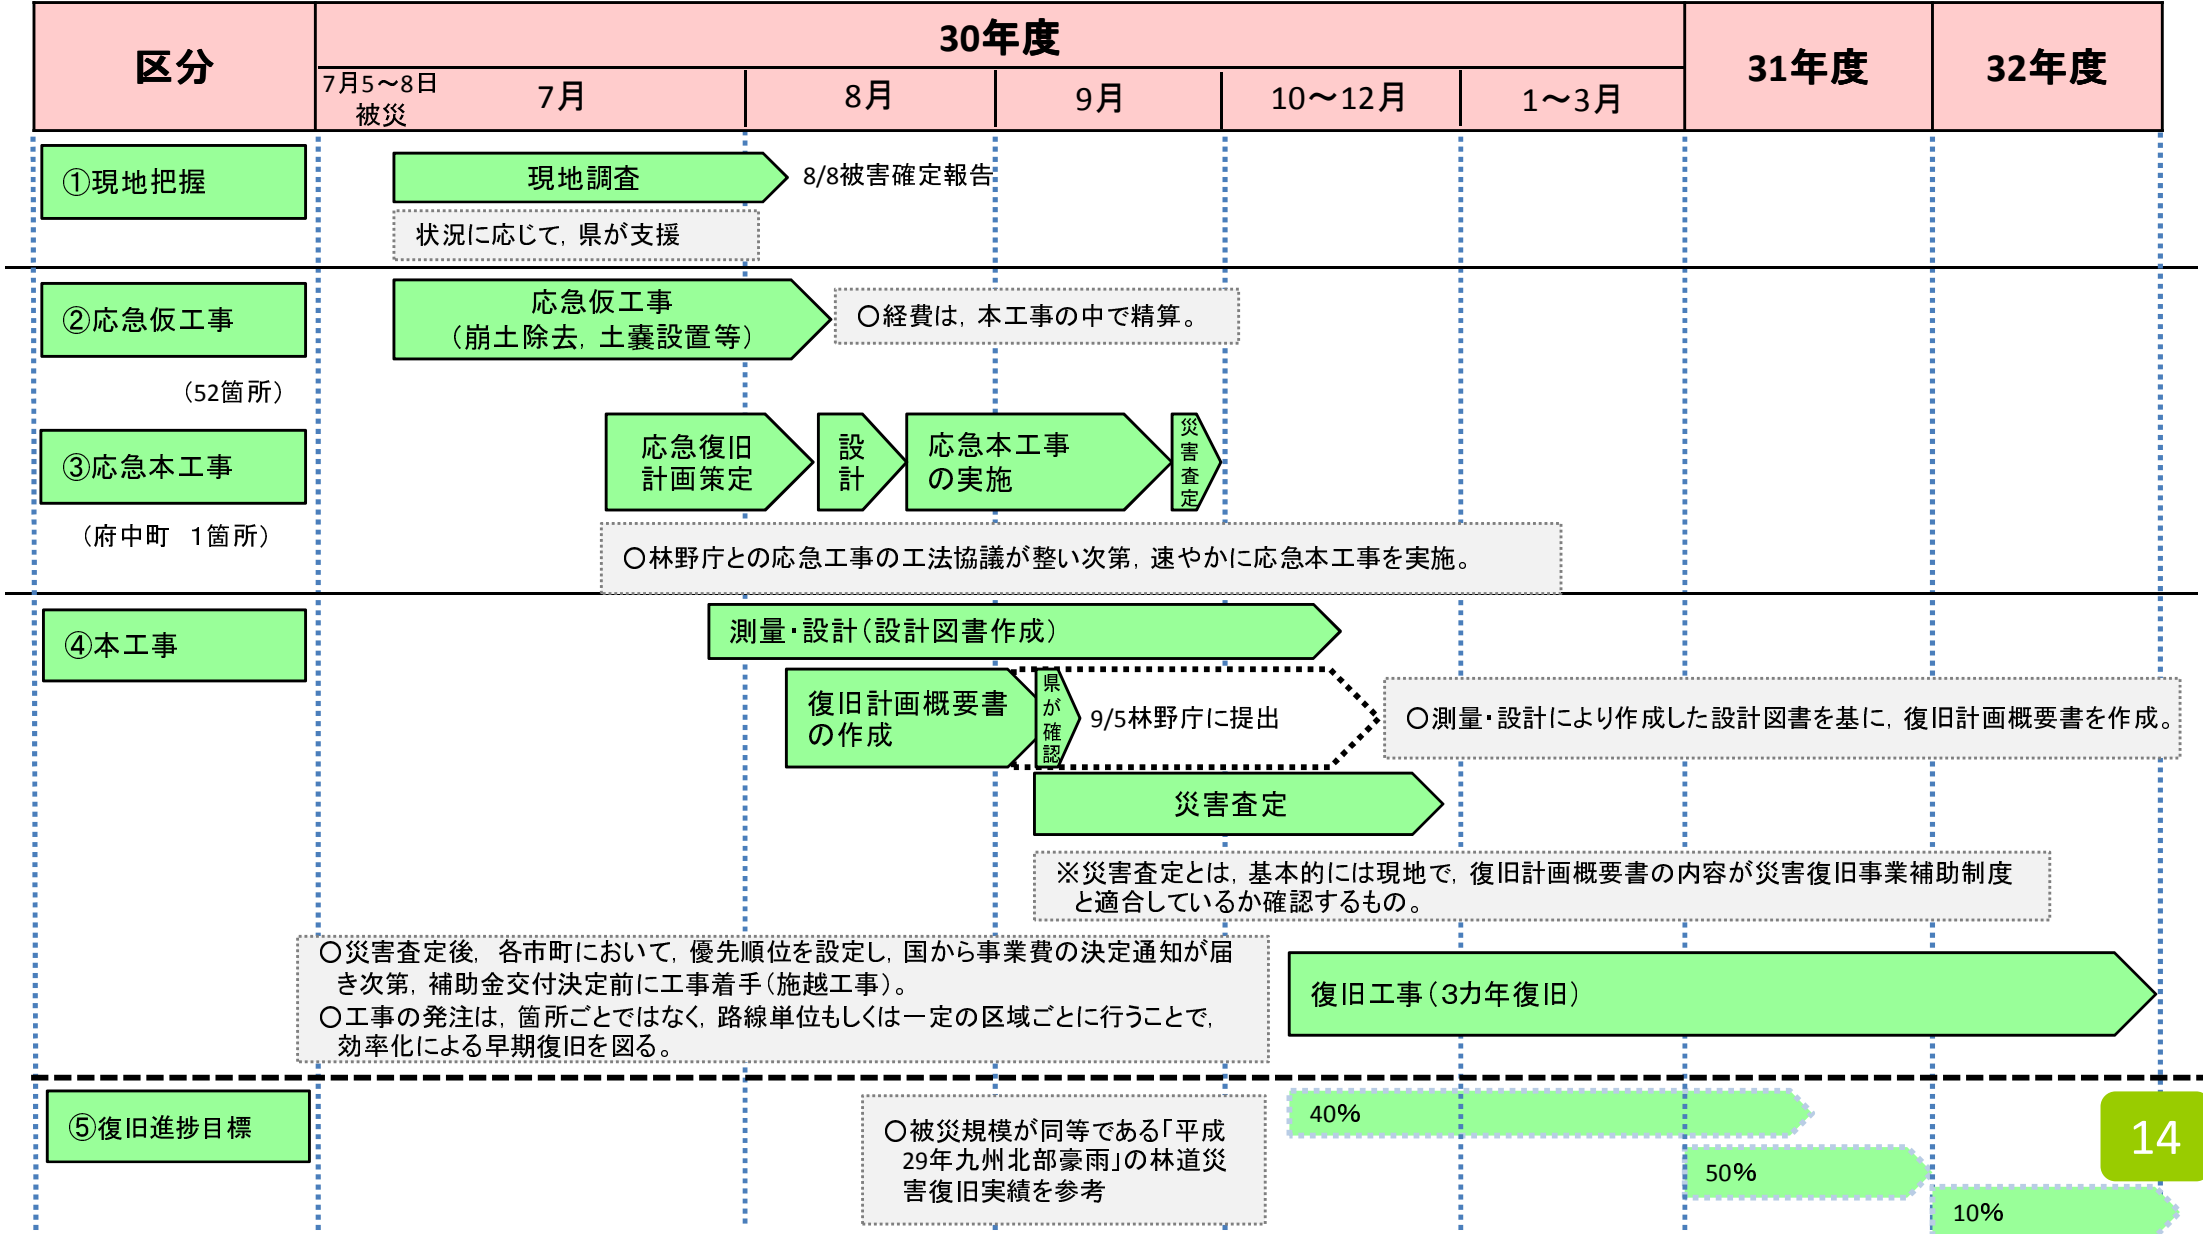 区分
30年度
31年度
32年度
7月5～8日
被災
7月
8月
9月
10～12月
1～3月
①現地把握
現地調査
8/8被害確定報告
状況に応じて，県が支援
②応急仮工事
応急仮工事
（崩土除去，土嚢設置等）
〇経費は，本工事の中で精算。
（52箇所）
③応急本工事
（府中町　1箇所）
応急復旧
計画策定
設
計
応急本工事
の実施
災
害
査
定
〇林野庁との応急工事の工法協議が整い次第，速やかに応急本工事を実施。
④本工事
測量・設計（設計図書作成）
復旧計画概要書
の作成
県
が
確
認
9/5林野庁に提出
〇測量・設計により作成した設計図書を基に，復旧計画概要書を作成。
災害査定
※災害査定とは，基本的には現地で，復旧計画概要書の内容が災害復旧事業補助制度
と適合しているか確認するもの。
〇災害査定後，各市町において，優先順位を設定し，国から事業費の決定通知が届
き次第，補助金交付決定前に工事着手（施越工事）。
〇工事の発注は，箇所ごとではなく，路線単位もしくは一定の区域ごとに行うことで，
効率化による早期復旧を図る。
復旧工事（3カ年復旧）
⑤復旧進捗目標
〇被災規模が同等である「平成
29年九州北部豪雨」の林道災
害復旧実績を参考
40%
50%
10%
14